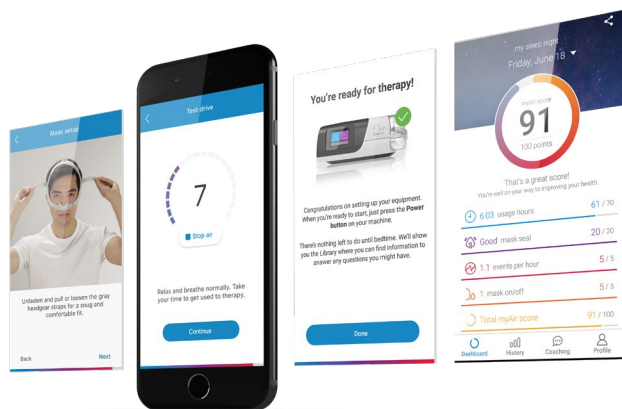 Mask setup
Unfasten and pull or loosen the gray
headgear straps for a snug and
comfortable fit.
Back
Next
Test drive
7
Stop air
Relax and breathe normally. Take
your time to get used to therapy.
Continue
You're ready for therapy!
Congratulations on setting up your equipment.
When you're ready to start, just press the Power
button on your machine.
There's nothing left to do until bedtime. We'll show
you the Library where you can find information to
answer any questions you might have.
Done
my sleep night
Friday, June 18
myAir score
91
100 points
That's a great score!
You're well on your way to improving your health.
6:03 usage hours
61 / 70
Good mask seal
20 / 20
1.1 events per hour
5 / 5
1 mask on/off
5 / 5
Total myAir score
91 / 100
Dashboard
History
Coaching
Profile